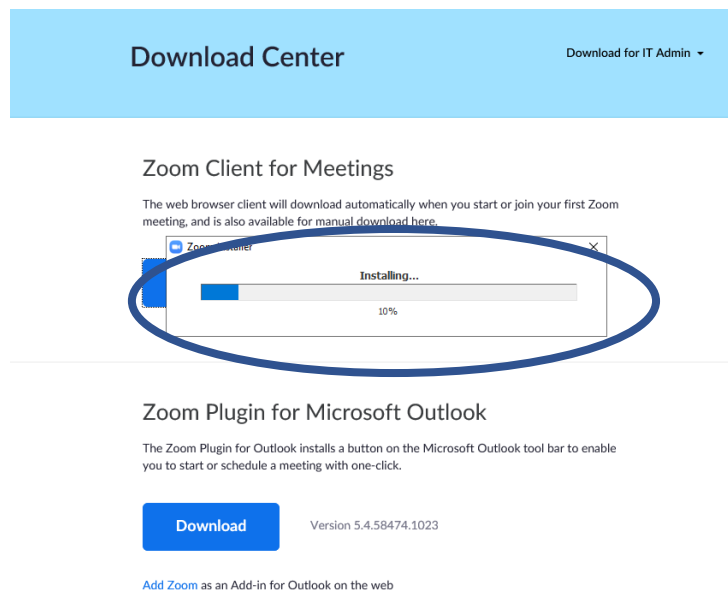 Download Center
Download for IT Admin
Zoom Client for Meetings
The web browser client will download automatically when you start or join your first Zoom
meeting, and is also available for manual download here.
Zoom Installer
Installing...
10%
Zoom Plugin for Microsoft Outlook
The Zoom Plugin for Outlook installs a button on the Microsoft Outlook tool bar to enable
you to start or schedule a meeting with one-click.
Download
Version 5.4.58474.1023
Add Zoom as an Add-in for Outlook on the web